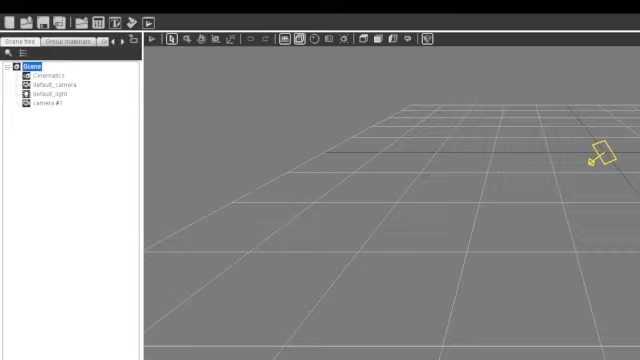 Scene tree
Group materials
Scene
Cinematics
default_camera
default_light
camera #1